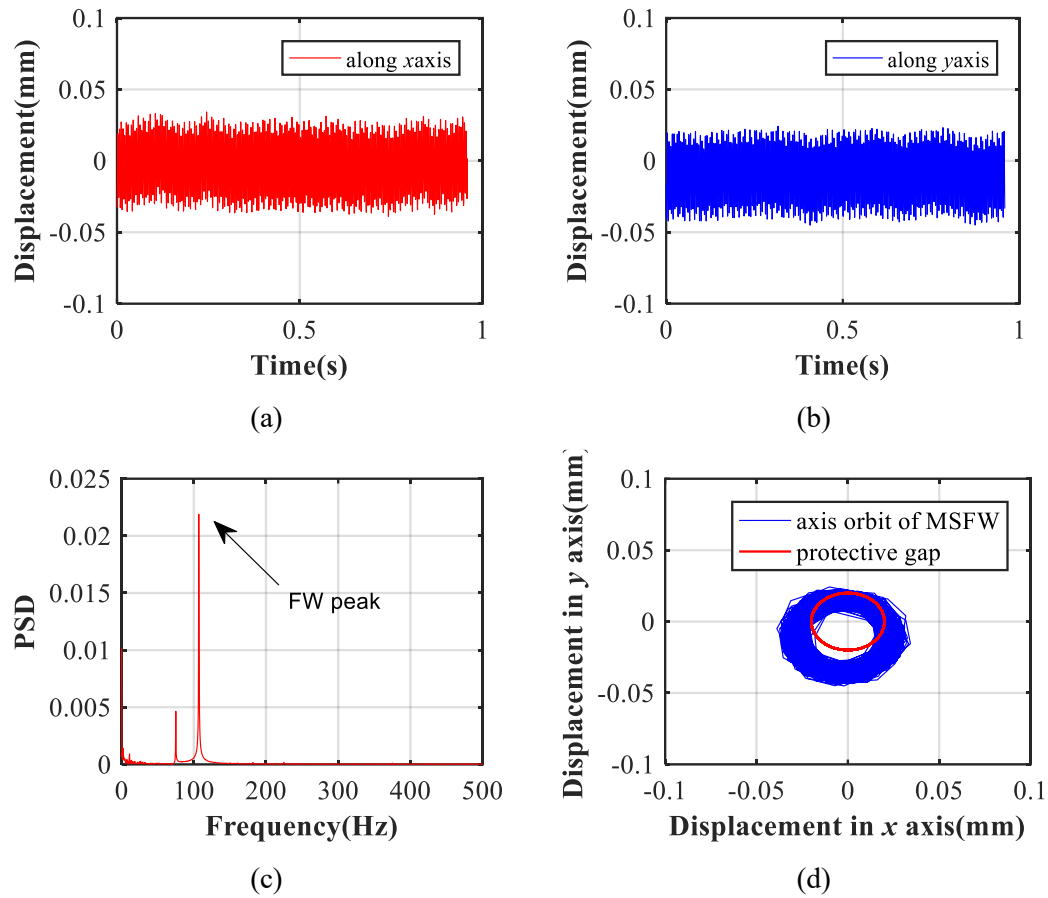 0.1
0.05
0
-0.05
-0.1
Displacement(mm)
along xaxis
0
0.5
1
Time(s)
(a)
0.1
0.05
0
-0.05
-0.1
Displacement(mm)
along yaxis
0
0.5
1
Time(s)
(b)
0.025
0.02
0.015
0.01
0.005
0
PSD
FW peak
0
100
200
300
400
500
Frequency(Hz)
(c)
0.1
0.05
0
-0.05
-0.1
Displacement in y axis(mm)
axis orbit of MSFW
protective gap
-0.1
-0.05
0
0.05
0.1
Displacement in x axis(mm)
(d)